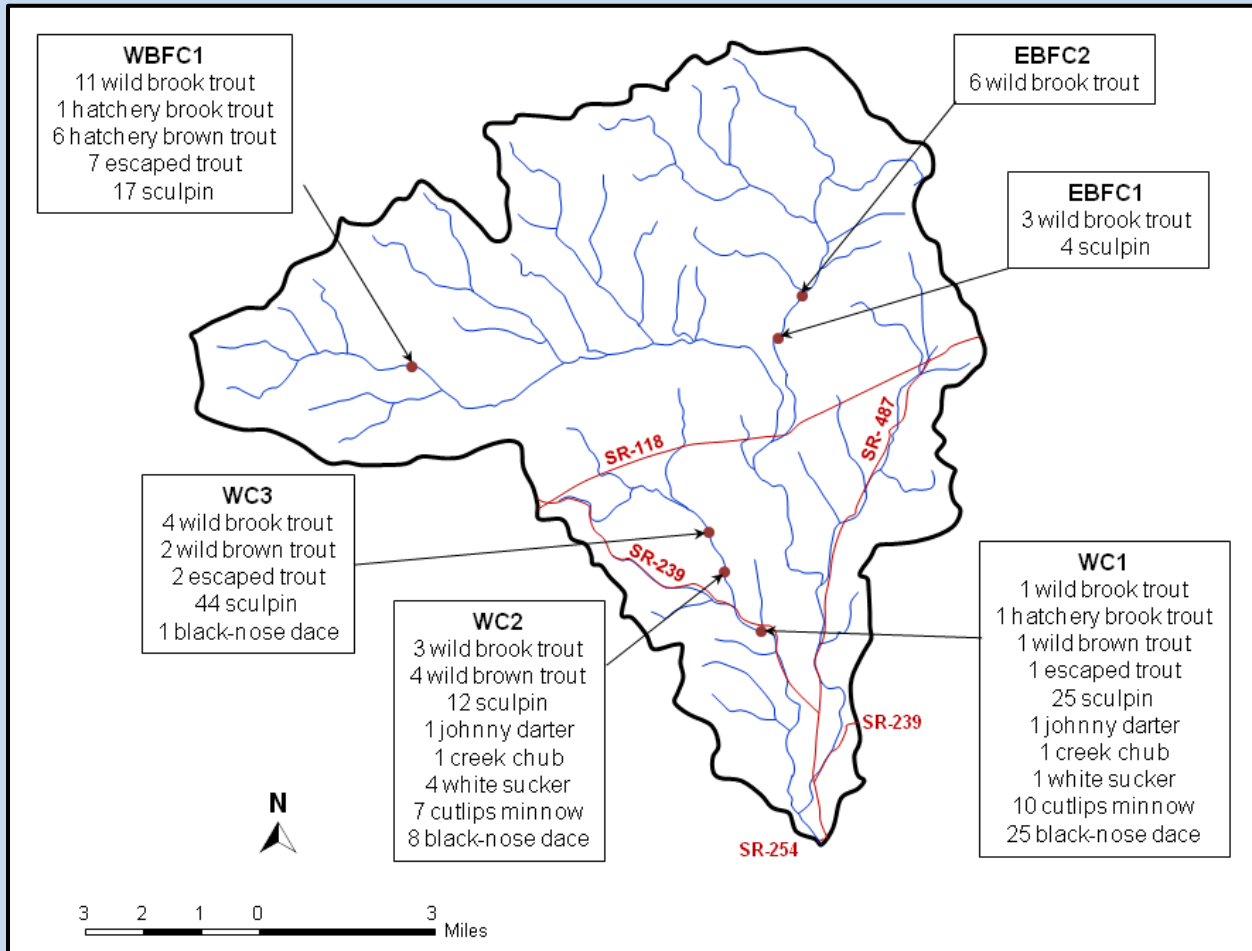 WBFC1
11 wild brook trout
1 hatchery brook trout
6 hatchery brown trout
7 escaped trout
17 sculpin
EBFC2
6 wild brook trout
EBFC1
3 wild brook trout
4 sculpin
SR-118
SR- 487
WC3
4 wild brook trout
2 wild brown trout
2 escaped trout
44 sculpin
1 black-nose dace
SR-239
WC2
3 wild brook trout
4 wild brown trout
12 sculpin
1 johnny darter
1 creek chub
4 white sucker
7 cutlips minnow
8 black-nose dace
WC1
1 wild brook trout
1 hatchery brook trout
1 wild brown trout
1 escaped trout
25 sculpin
1 johnny darter
1 creek chub
1 white sucker
10 cutlips minnow
25 black-nose dace
SR-239
SR-254
N
3 2 1 0 3
Miles